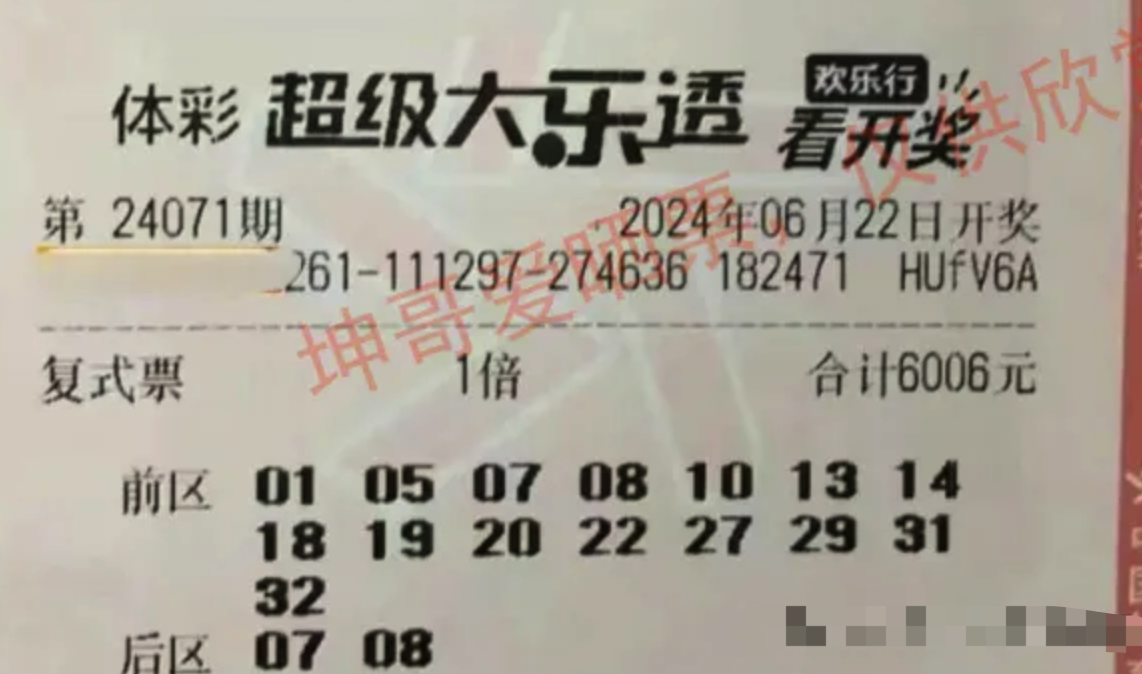 体彩 超级大乐透 欢乐行 看开奖
第 24071期 2024年06月22日开奖
261-111297-274636 182471 HUfV6A
复式票 1倍 合计6006元
前区 01 05 07 08 10 13 14
18 19 20 22 27 29 31
32
后区 07 08
坤哥爱晒票,仅供欣赏